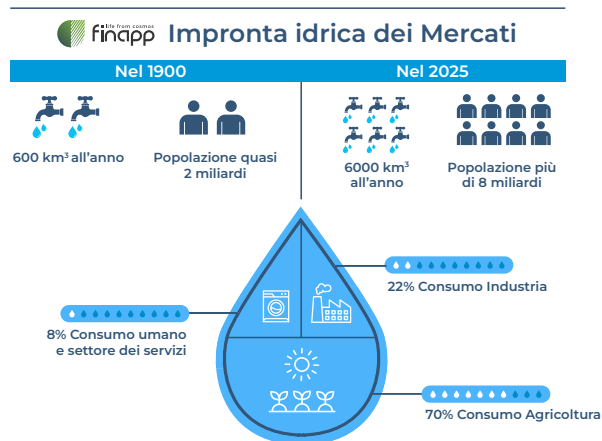 life from cosmos
finapp
Impronta idrica dei Mercati
Nel 1900
Nel 2025
600 km³ all'anno
Popolazione quasi
2 miliardi
6000 km³
all'anno
Popolazione più
di 8 miliardi
22% Consumo Industria
8% Consumo umano
e settore dei servizi
70% Consumo Agricoltura